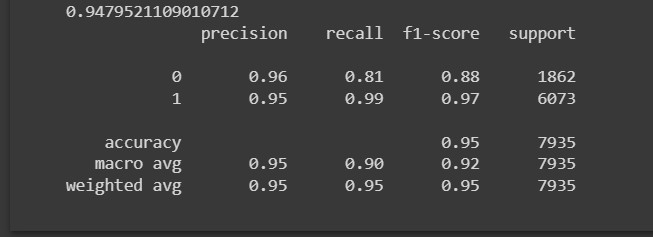 0.9479521109010712
precision recall f1-score support
0 0.96 0.81 0.88 1862
1 0.95 0.99 0.97 6073
accuracy 0.95 7935
macro avg 0.95 0.90 0.92 7935
weighted avg 0.95 0.95 0.95 7935